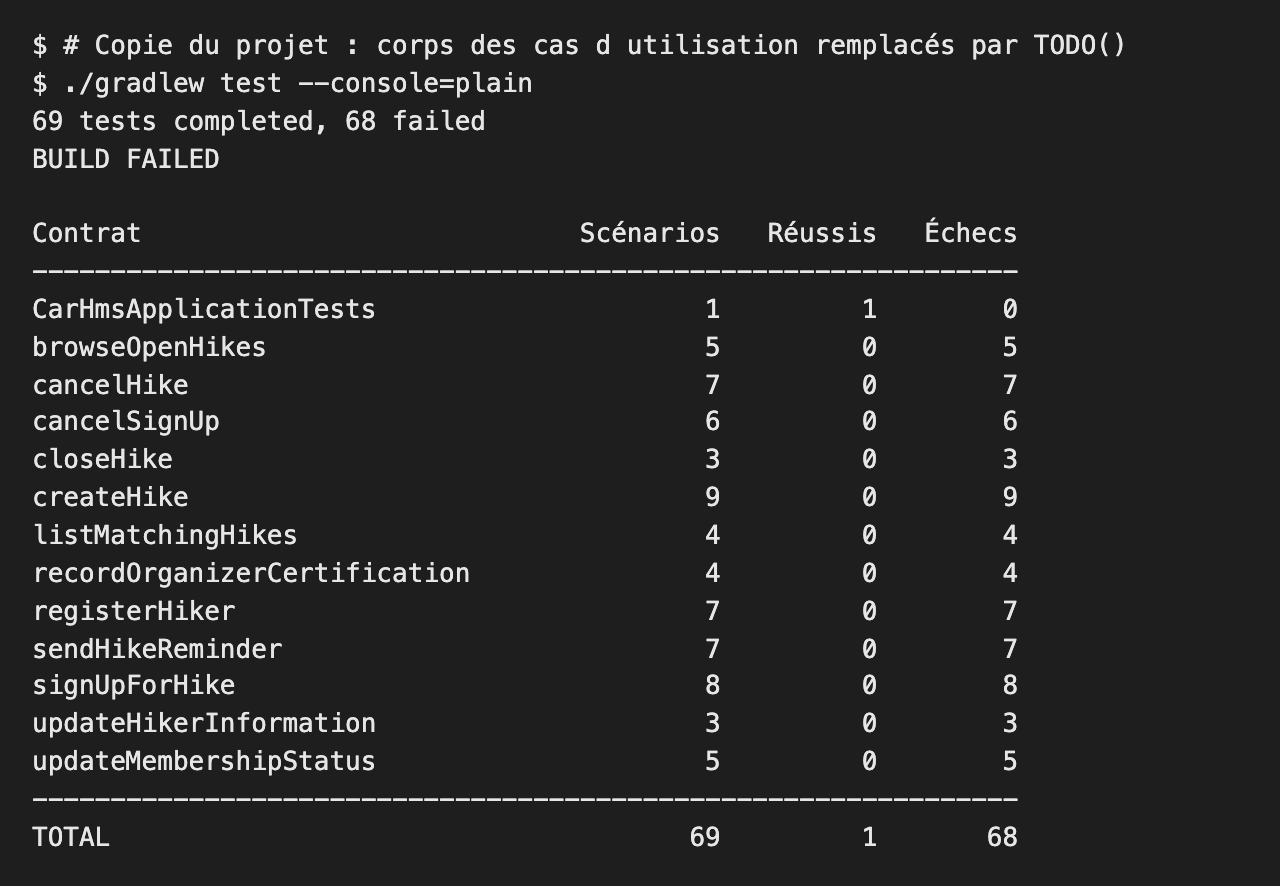 $ # Copie du projet : corps des cas d utilisation remplacés par TODO()
$ ./gradlew test --console=plain
69 tests completed, 68 failed
BUILD FAILED
Contrat Scénarios Réussis Échecs
---------------------------------------------------------------
CarHmsApplicationTests 1 1 0
browseOpenHikes 5 0 5
cancelHike 7 0 7
cancelSignUp 6 0 6
closeHike 3 0 3
createHike 9 0 9
listMatchingHikes 4 0 4
recordOrganizerCertification 4 0 4
registerHiker 7 0 7
sendHikeReminder 7 0 7
signUpForHike 8 0 8
updateHikerInformation 3 0 3
updateMembershipStatus 5 0 5
---------------------------------------------------------------
TOTAL 69 1 68